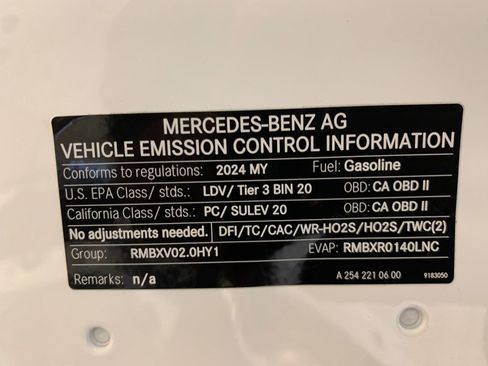 MERCEDES-BENZ AG
VEHICLE EMISSION CONTROL INFORMATION
Conforms to regulations: 2024 MY Fuel: Gasoline
U.S. EPA Class/ stds.: LDV/ Tier 3 BIN 20 OBD: CA OBD II
California Class/ stds.: PC/ SULEV 20 OBD: CA OBD II
No adjustments needed. DFI/TC/CAC/WR-HO2S/HO2S/TWC(2)
Group: RMBXV02.0HY1 EVAP: RMBXR0140LNC
Remarks: n/a A 254 221 06 00 9183050